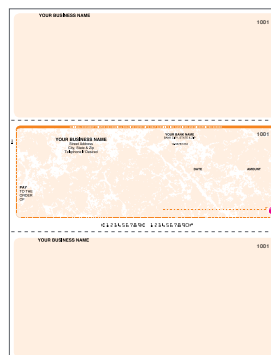 YOUR BUSINESS NAME
1001
1001
YOUR BUSINESS NAME
Street Address
City, State & Zip
Telephone (Optional)
YOUR BANK NAME
DATE
AMOUNT
PAY
TO THE
ORDER
OF
YOUR BUSINESS NAME
1001